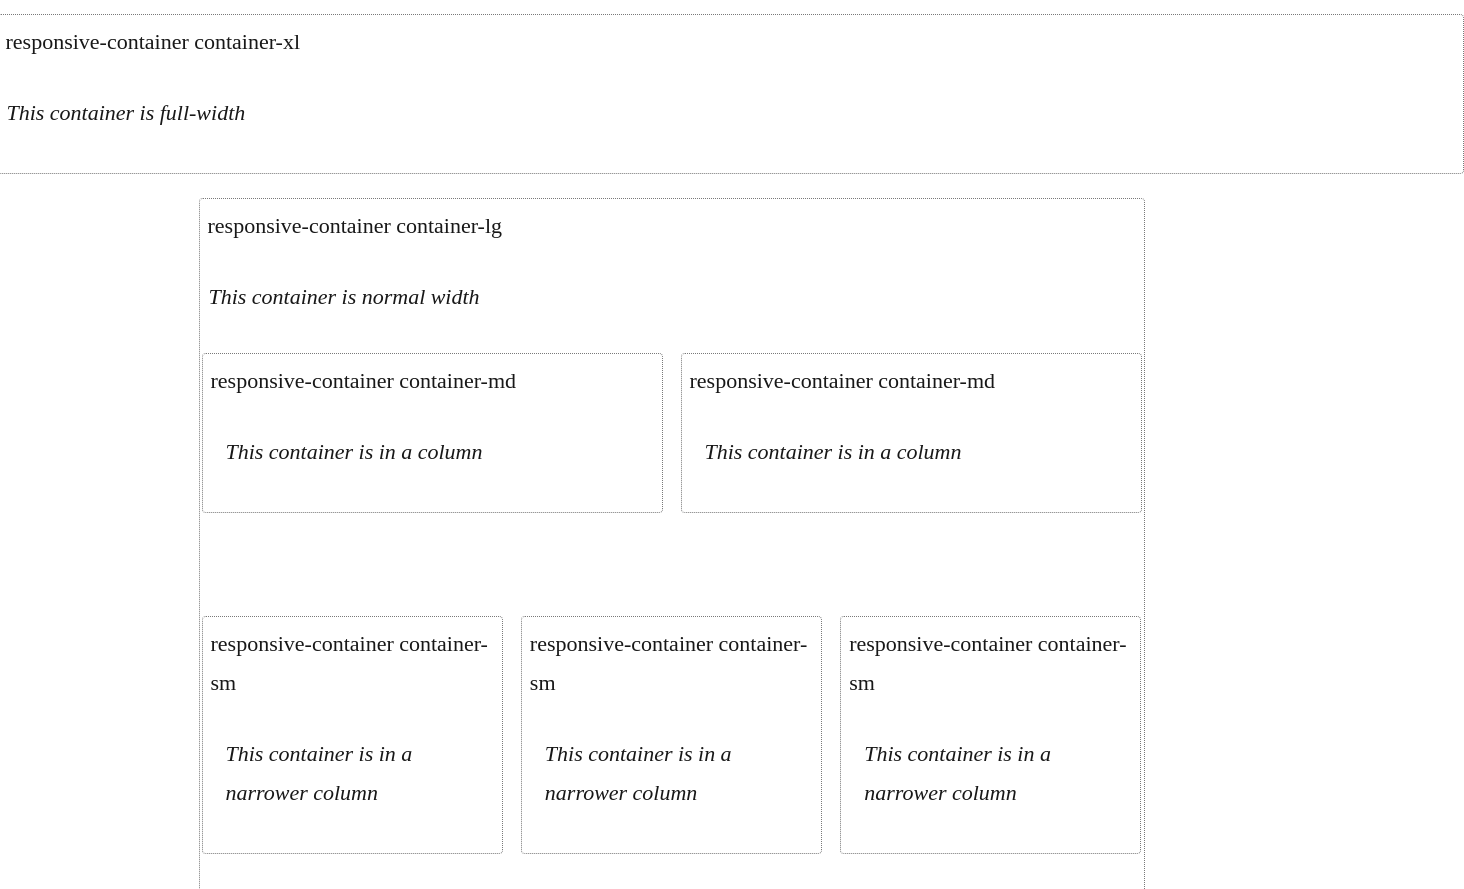 responsive-container container-xl
This container is full-width
responsive-container container-lg
This container is normal width
responsive-container container-md
This container is in a column
responsive-container container-md
This container is in a column
responsive-container container-
sm
This container is in a
narrower column
responsive-container container-
sm
This container is in a
narrower column
responsive-container container-
sm
This container is in a
narrower column